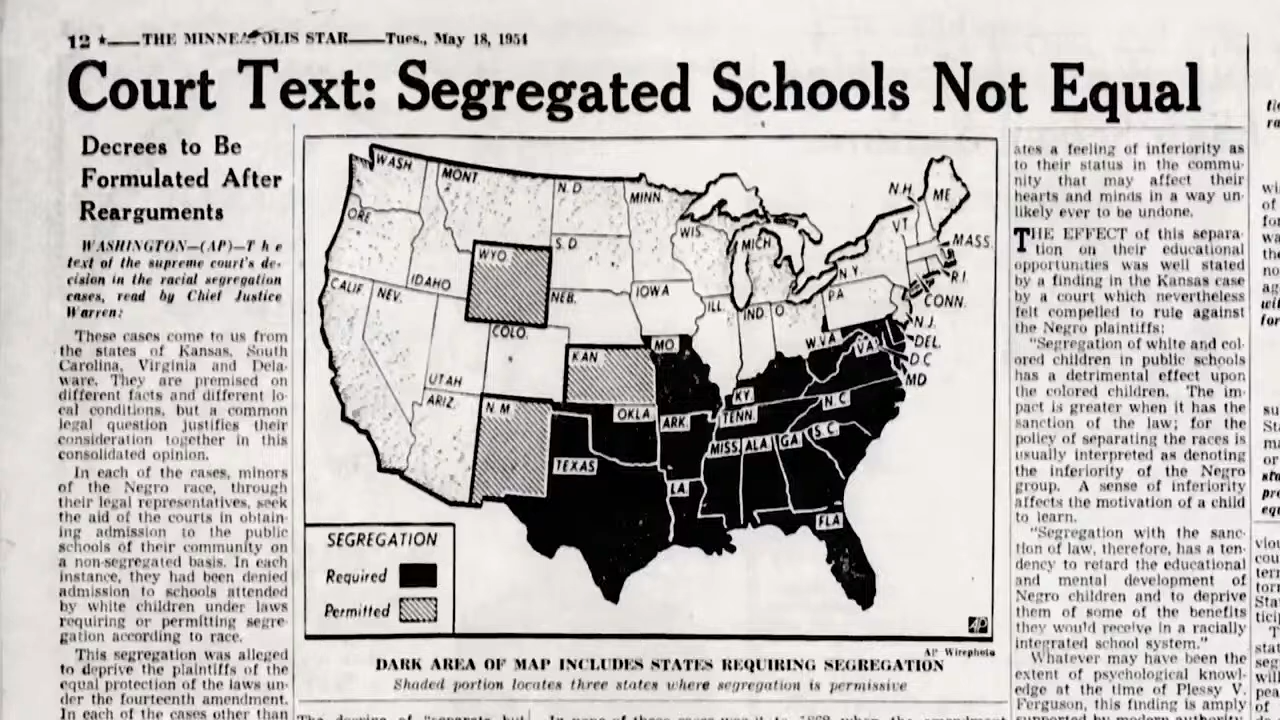 12 ★—THE MINNEAPOLIS STAR—Tues., May 18, 1954
Court Text: Segregated Schools Not Equal
Decrees to Be
Formulated After
Rearguments
WASHINGTON—(AP)—The
text of the supreme court's de-
cision in the racial segregation
cases, read by Chief Justice
Warren:
These cases come to us from
the states of Kansas, South
Carolina, Virginia and Dela-
ware. They are premised on
different facts and different lo-
cal conditions, but a common
legal question justifies their
consideration together in this
consolidated opinion.
In each of the cases, minors
of the Negro race, through
their legal representatives, seek
the aid of the courts in obtain-
ing admission to the public
schools of their community on
a non-segregated basis. In each
instance, they had been denied
admission to schools attended
by white children under laws
requiring or permitting segre-
gation according to race.
This segregation was alleged
to deprive the plaintiffs of the
equal protection of the laws un-
der the fourteenth amendment.
In each of the cases other than
WASH
MONT
N.D.
MINN.
ORE
IDAHO
WYO.
S.D.
WIS.
MICH
N.H.
ME
VT
MASS.
R.I.
CONN.
N.Y.
CALIF
NEV.
UTAH
COLO.
NEB.
IOWA
ILL.
IND.
O
PA
N.J.
DEL.
D.C
MD
W.VA
VA
ARIZ.
N M
KAN
MO.
KY.
OKLA.
ARK.
TENN.
N.C
S.C
TEXAS
LA.
MISS
ALA.
GA
FLA
SEGREGATION
Required
Permitted
AP
AP Wirephoto
DARK AREA OF MAP INCLUDES STATES REQUIRING SEGREGATION
Shaded portion locates three states where segregation is permissive
ates a feeling of inferiority as
to their status in the commu-
nity that may affect their
hearts and minds in a way un-
likely ever to be undone.
THE EFFECT of this separa-
tion on their educational
opportunities was well stated
by a finding in the Kansas case
by a court which nevertheless
felt compelled to rule against
the Negro plaintiffs:
"Segregation of white and col-
ored children in public schools
has a detrimental effect upon
the colored children. The im-
pact is greater when it has the
sanction of the law; for the
policy of separating the races is
usually interpreted as denoting
the inferiority of the Negro
group. A sense of inferiority
affects the motivation of a child
to learn.
"Segregation with the sanc-
tion of law, therefore, has a ten-
dency to retard the educational
and mental development of
Negro children and to deprive
them of some of the benefits
they would receive in a racially
integrated school system."
Whatever may have been the
extent of psychological knowl-
edge at the time of Plessy V.
Ferguson, this finding is amply
supported by modern authority